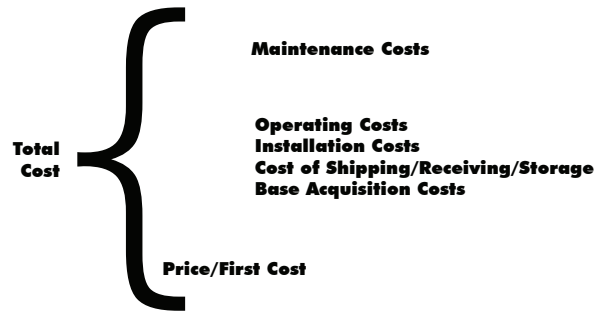 Maintenance Costs
Operating Costs
Installation Costs
Cost of Shipping/Receiving/Storage
Base Acquisition Costs
Total
Cost
Price/First Cost